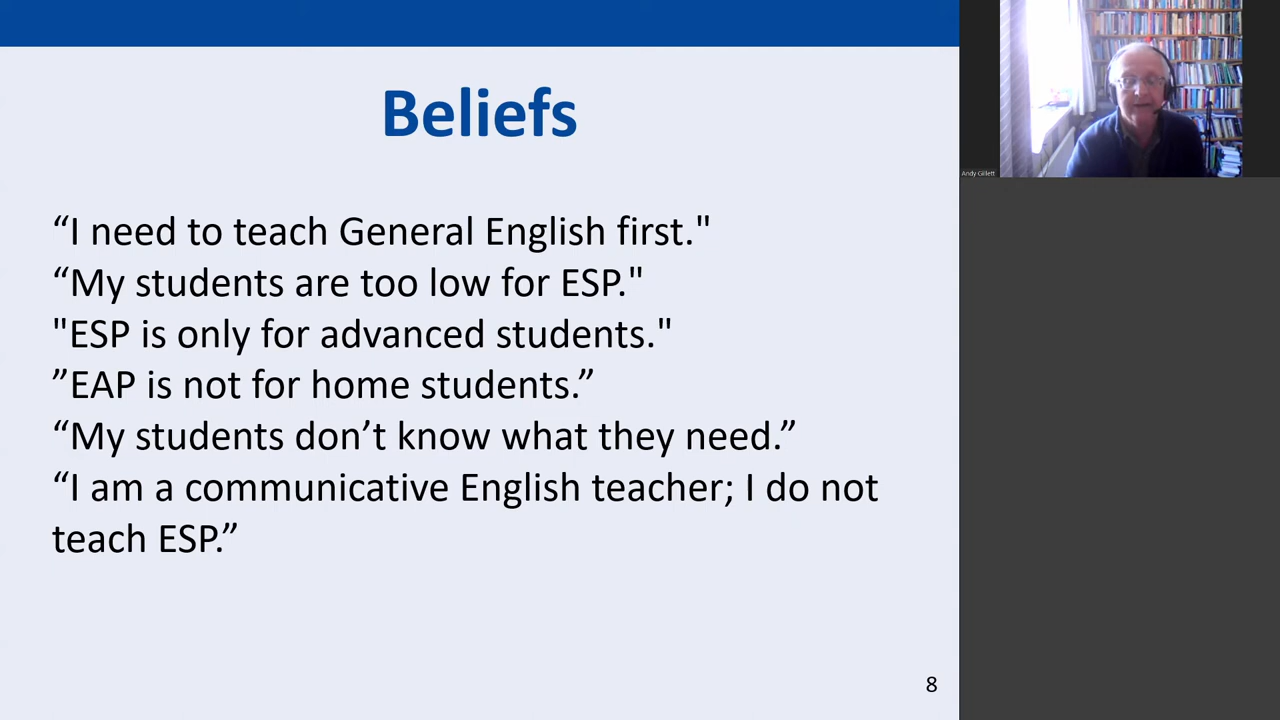 Beliefs
“I need to teach General English first."
“My students are too low for ESP."
"ESP is only for advanced students."
”EAP is not for home students.”
“My students don’t know what they need.”
“I am a communicative English teacher; I do not
teach ESP.”
8
Andy Gillett